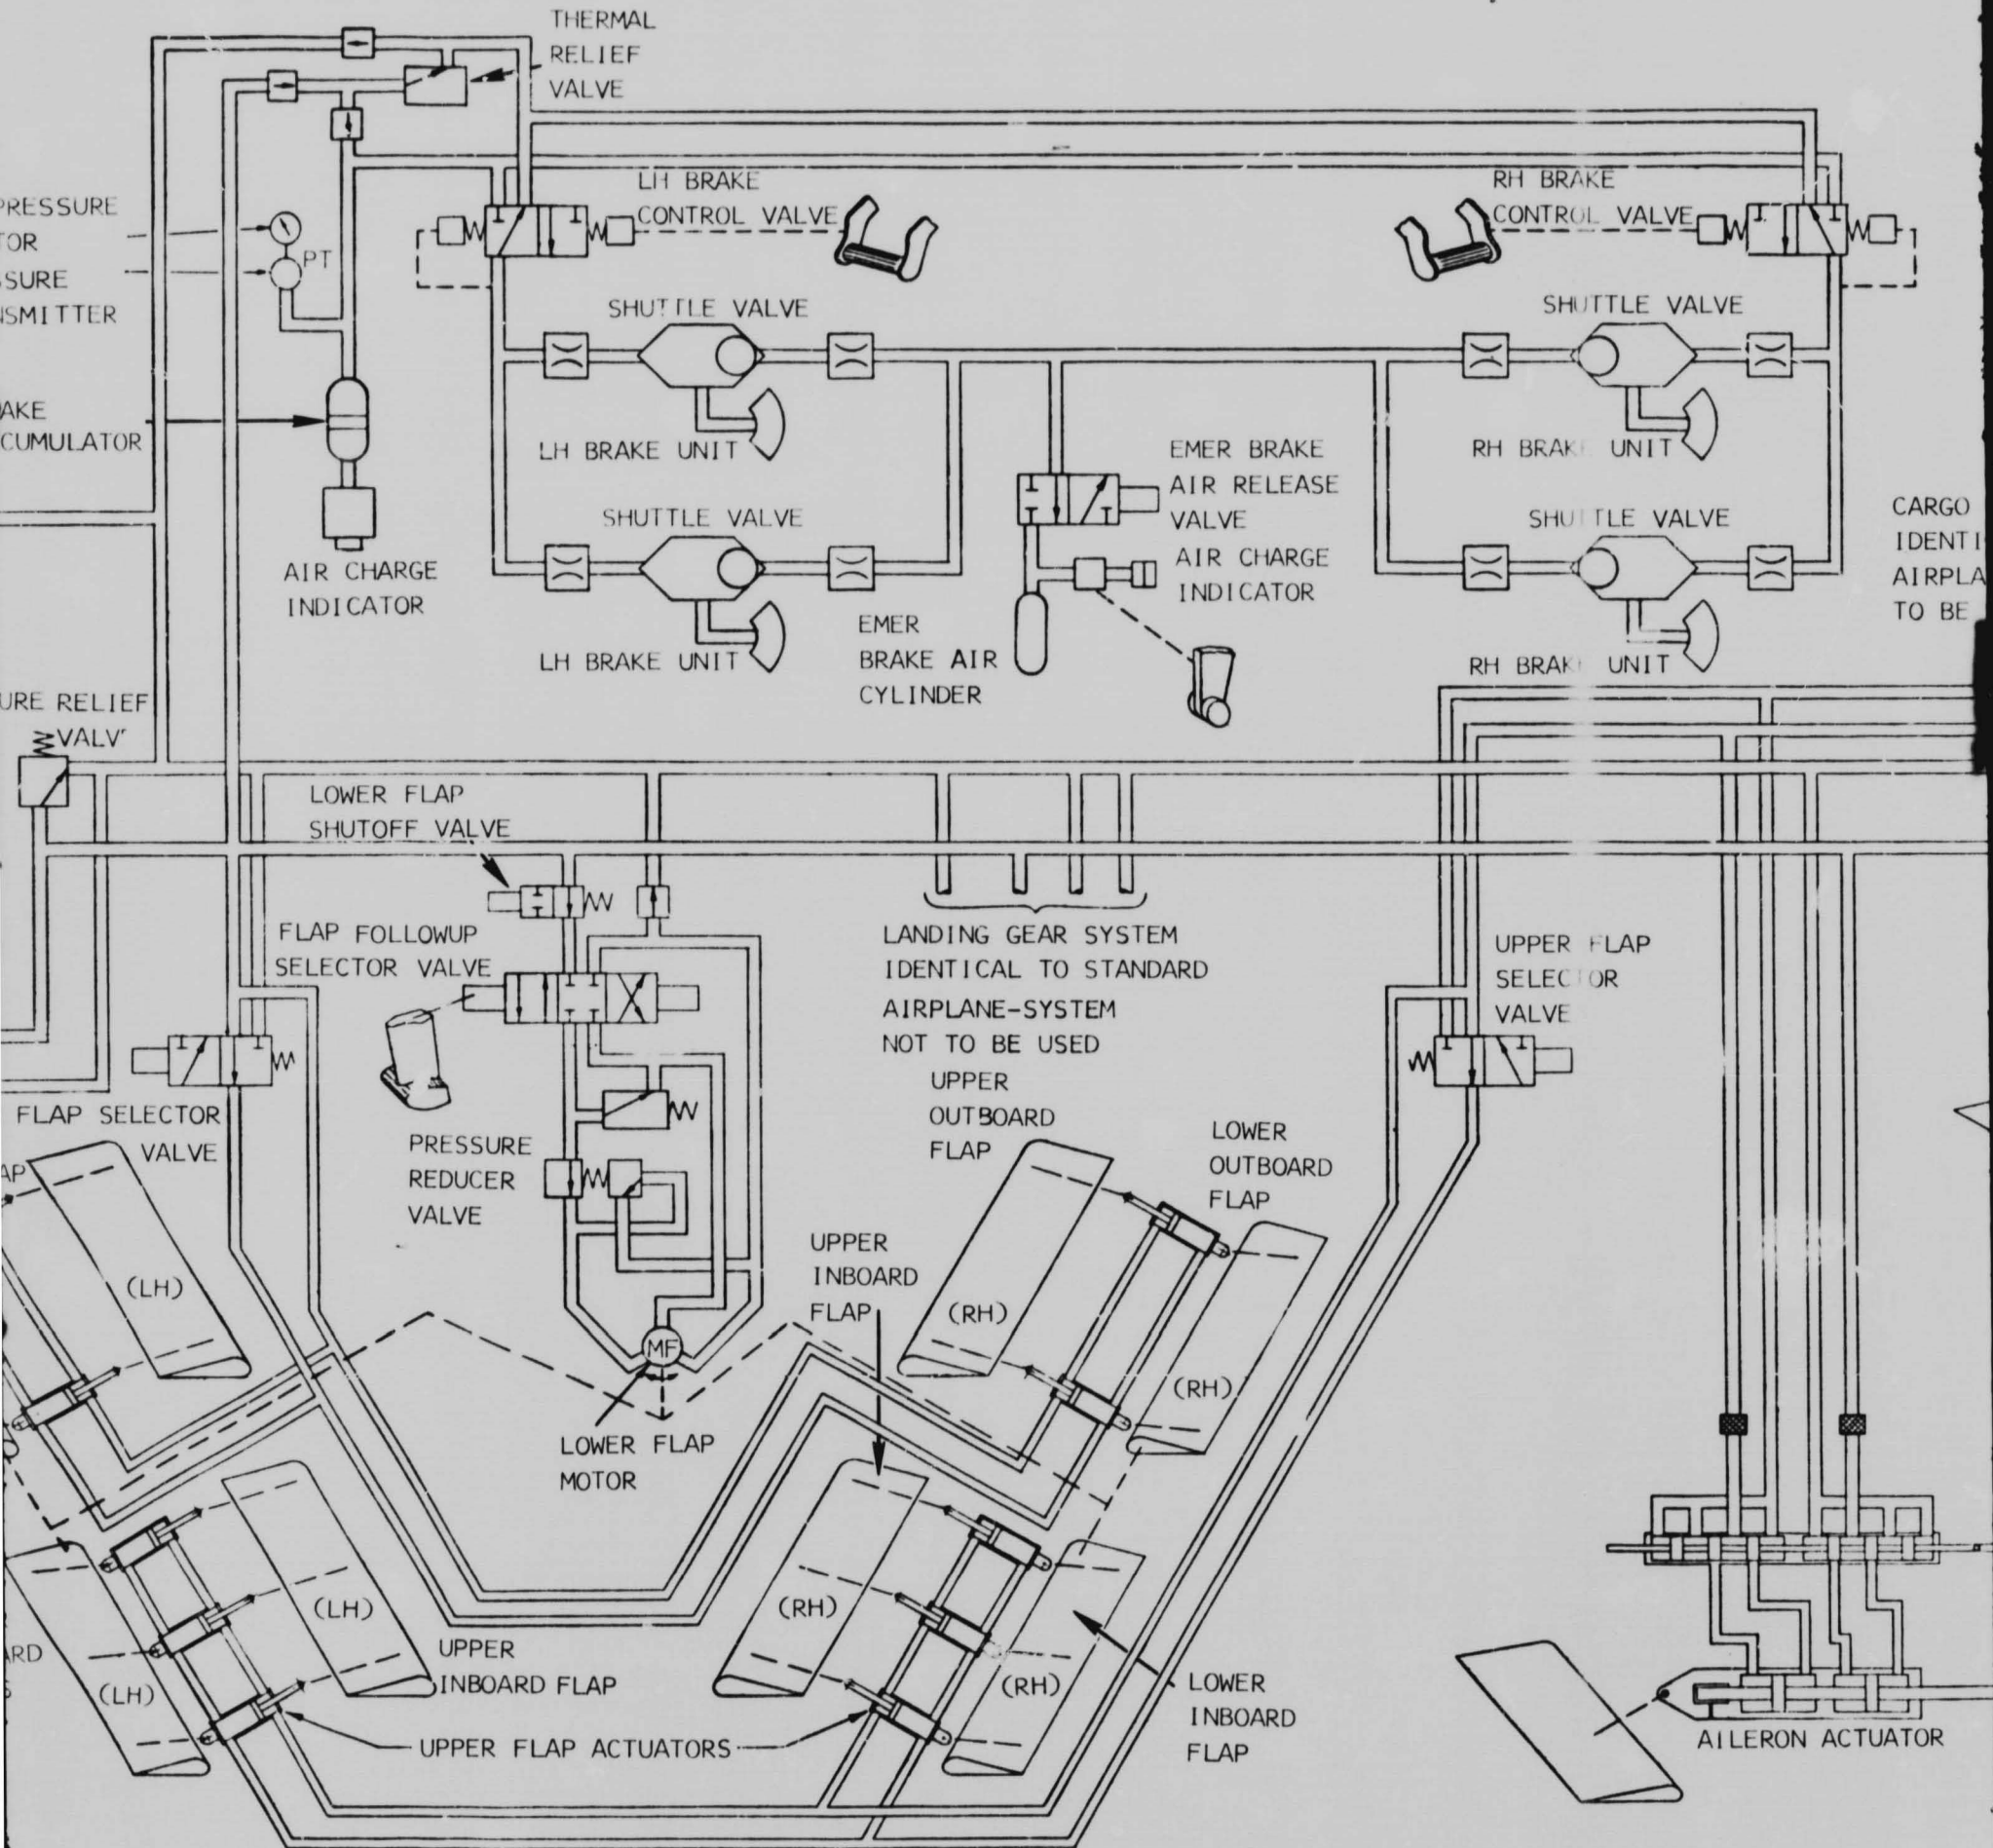 THERMAL
RELIEF
VALVE
PRESSURE
TOR
SSURE
NSMITTER
PT
LH BRAKE
CONTROL VALVE
RH BRAKE
CONTROL VALVE
SHUTTLE VALVE
SHUTTLE VALVE
AKE
CUMULATOR
LH BRAKE UNIT
EMER BRAKE
AIR RELEASE
VALVE
RH BRAKE UNIT
AIR CHARGE
INDICATOR
SHUTTLE VALVE
AIR CHARGE
INDICATOR
SHUTTLE VALVE
CARGO
IDENTI
AIRPLA
TO BE
LH BRAKE UNIT
EMER
BRAKE AIR
CYLINDER
RH BRAKE UNIT
URE RELIEF
VALV
LOWER FLAP
SHUTOFF VALVE
FLAP FOLLOWUP
SELECTOR VALVE
LANDING GEAR SYSTEM
IDENTICAL TO STANDARD
AIRPLANE-SYSTEM
NOT TO BE USED
UPPER FLAP
SELECTOR
VALVE
FLAP SELECTOR
VALVE
PRESSURE
REDUCER
VALVE
UPPER
OUTBOARD
FLAP
LOWER
OUTBOARD
FLAP
AP
(LH)
UPPER
INBOARD
FLAP
(RH)
(RH)
MF
LOWER FLAP
MOTOR
(LH)
(RH)
ARD
S
(LH)
UPPER
INBOARD FLAP
(RH)
LOWER
INBOARD
FLAP
UPPER FLAP ACTUATORS
AILERON ACTUATOR